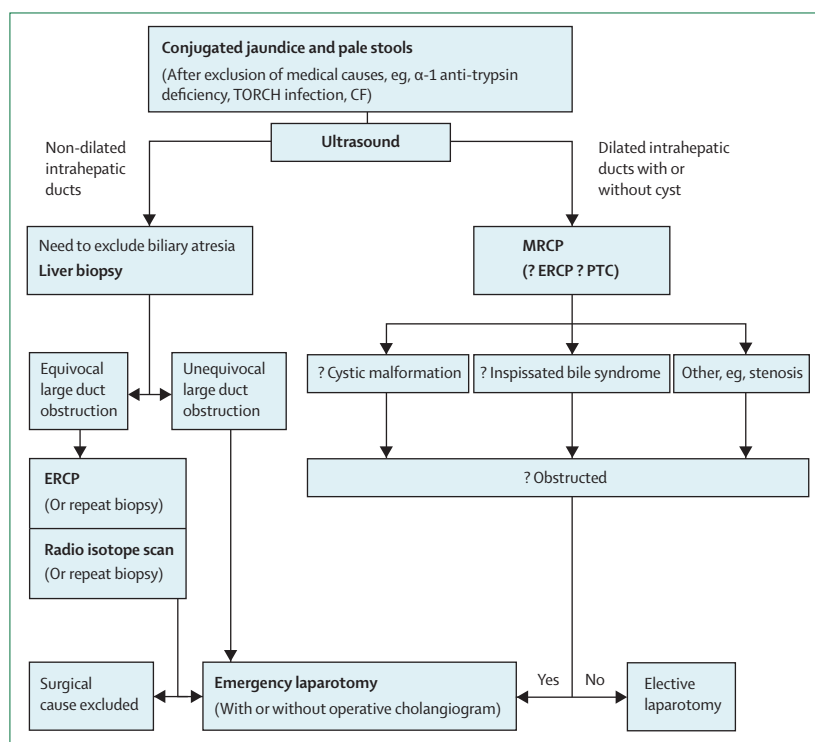 Conjugated jaundice and pale stools
(After exclusion of medical causes, eg, α-1 anti-trypsin
deficiency, TORCH infection, CF)
Ultrasound
Non-dilated
intrahepatic
ducts
Dilated intrahepatic
ducts with or
without cyst
Need to exclude biliary atresia
Liver biopsy
MRCP
(? ERCP ? PTC)
Equivocal
large duct
obstruction
Unequivocal
large duct
obstruction
? Cystic malformation
? Inspissated bile syndrome
Other, eg, stenosis
ERCP
(Or repeat biopsy)
Radio isotope scan
(Or repeat biopsy)
? Obstructed
Surgical
cause excluded
Emergency laparotomy
(With or without operative cholangiogram)
Yes
No
Elective
laparotomy